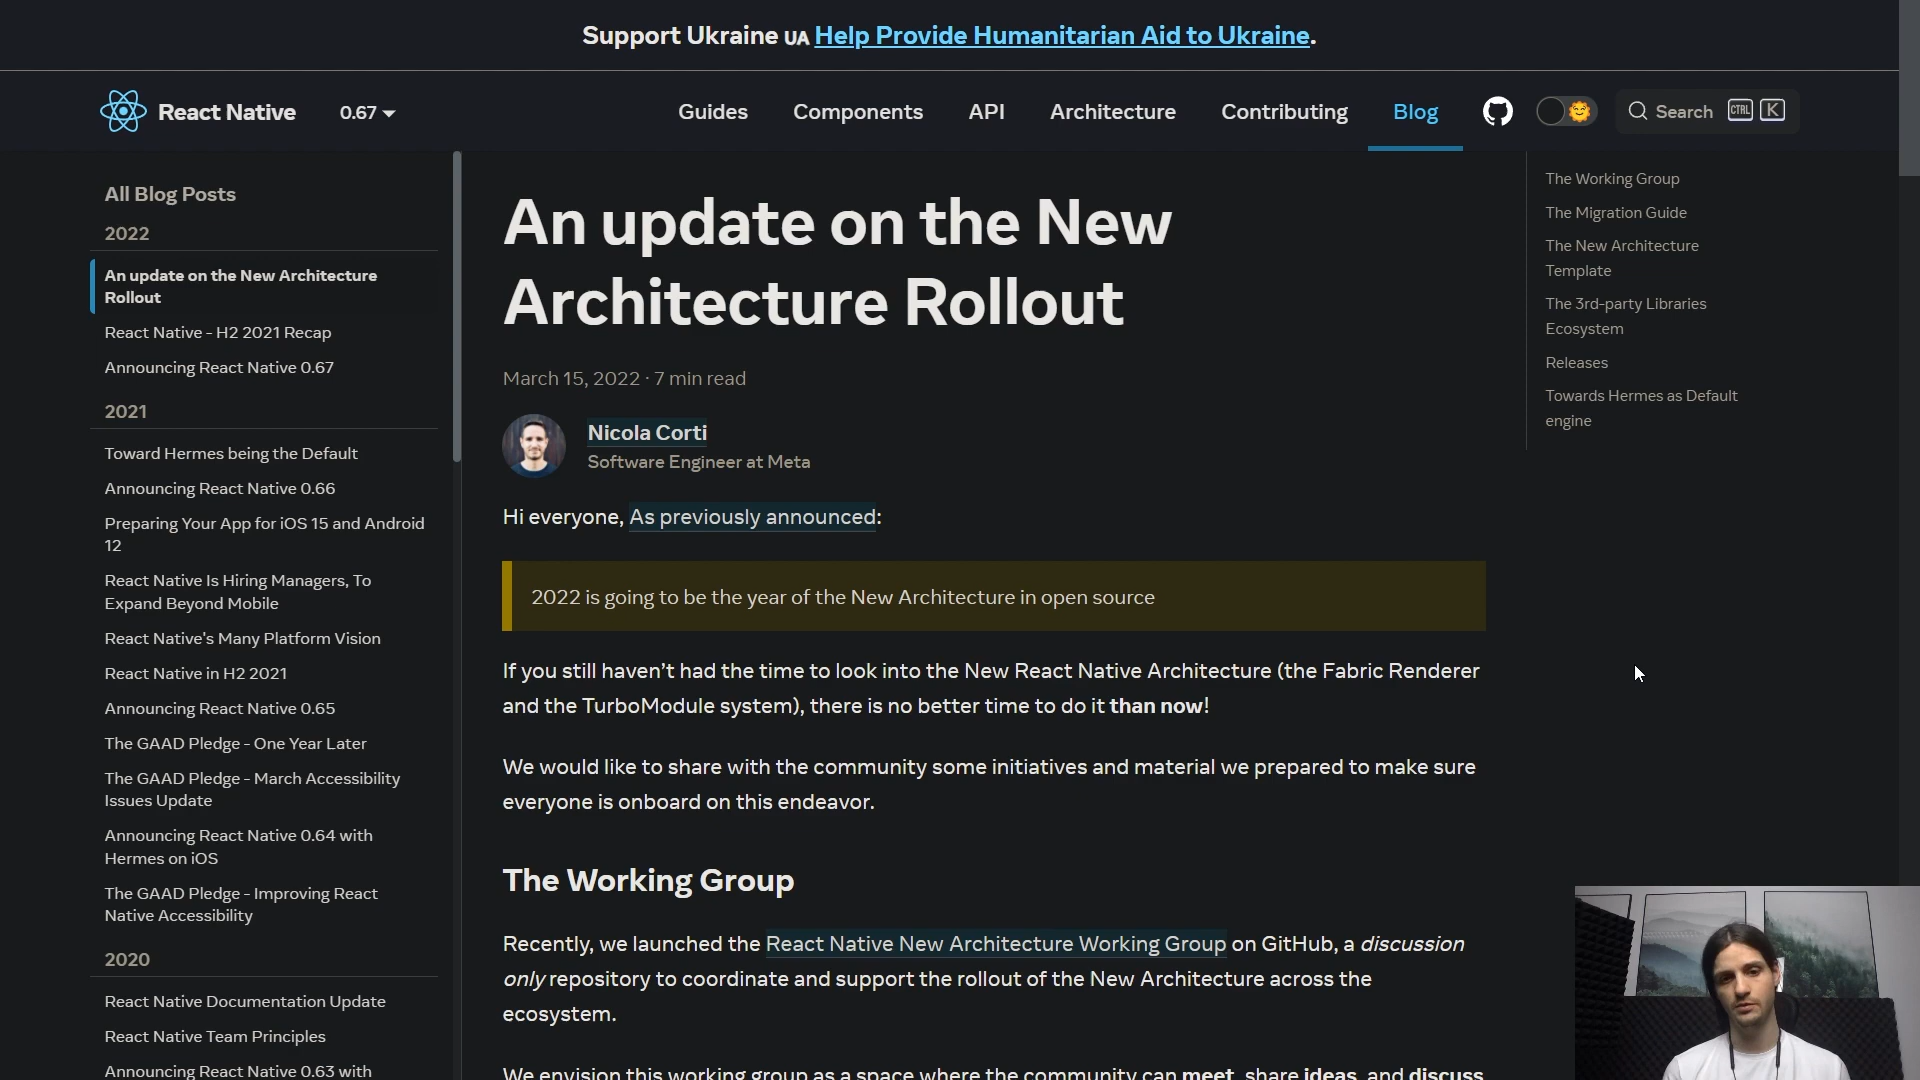 Support Ukraine UA Help Provide Humanitarian Aid to Ukraine.
React Native
0.67
Guides
Components
API
Architecture
Contributing
Blog
Search
CTRL
K
All Blog Posts
2022
An update on the New Architecture
Rollout
React Native - H2 2021 Recap
Announcing React Native 0.67
2021
Toward Hermes being the Default
Announcing React Native 0.66
Preparing Your App for iOS 15 and Android
12
React Native Is Hiring Managers, To
Expand Beyond Mobile
React Native's Many Platform Vision
React Native in H2 2021
Announcing React Native 0.65
The GAAD Pledge - One Year Later
The GAAD Pledge - March Accessibility
Issues Update
Announcing React Native 0.64 with
Hermes on iOS
The GAAD Pledge - Improving React
Native Accessibility
2020
React Native Documentation Update
React Native Team Principles
Announcing React Native 0.63 with
An update on the New
Architecture Rollout
March 15, 2022 · 7 min read
Nicola Corti
Software Engineer at Meta
Hi everyone, As previously announced:
2022 is going to be the year of the New Architecture in open source
If you still haven’t had the time to look into the New React Native Architecture (the Fabric Renderer
and the TurboModule system), there is no better time to do it than now!
We would like to share with the community some initiatives and material we prepared to make sure
everyone is onboard on this endeavor.
The Working Group
Recently, we launched the React Native New Architecture Working Group on GitHub, a discussion
only repository to coordinate and support the rollout of the New Architecture across the
ecosystem.
We envision this working group as a space where the community can meet, share ideas, and discuss
The Working Group
The Migration Guide
The New Architecture
Template
The 3rd-party Libraries
Ecosystem
Releases
Towards Hermes as Default
engine